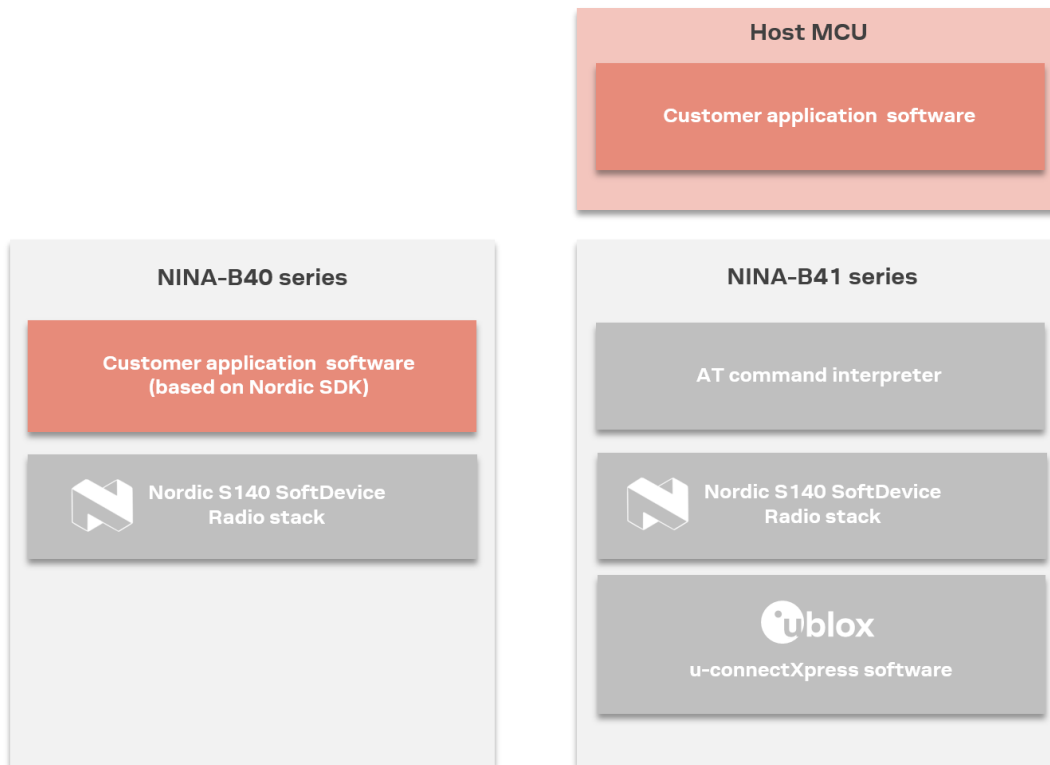 Host MCU
Customer application software
NINA-B40 series
Customer application software
(based on Nordic SDK)
Nordic S140 SoftDevice
Radio stack
NINA-B41 series
AT command interpreter
Nordic S140 SoftDevice
Radio stack
ublox
u-connectXpress software